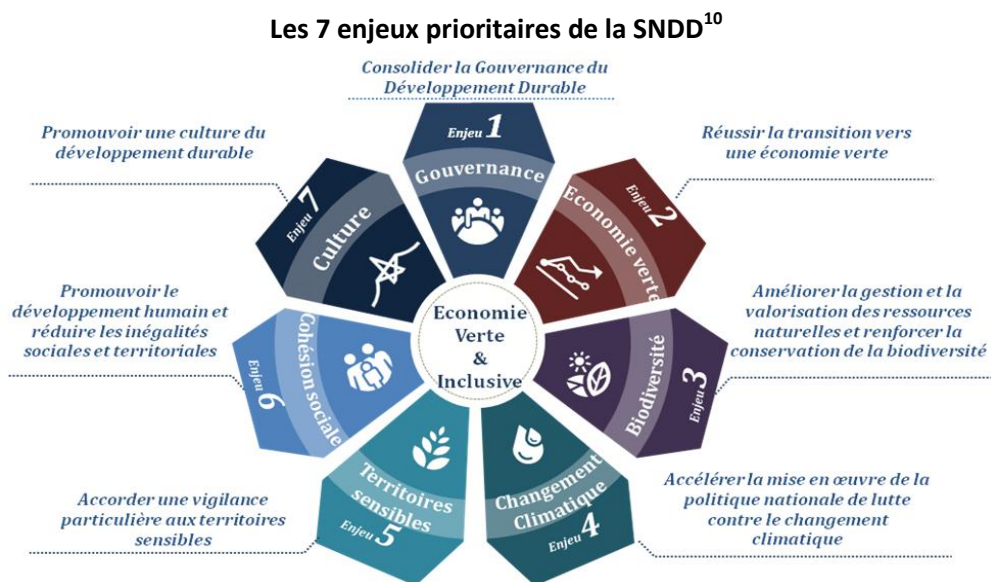 Les 7 enjeux prioritaires de la SNDD10
Consolider la Gouvernance du
Développement Durable
Enjeu 1
Gouvernance
Réussir la transition vers
une économie verte
Enjeu 2
Economie verte
Améliorer la gestion et la
valorisation des ressources
naturelles et renforcer la
conservation de la biodiversité
Enjeu 3
Biodiversité
Accélérer la mise en œuvre de la
politique nationale de lutte
contre le changement
climatique
Enjeu 4
Changement
Climatique
Accorder une vigilance
particulière aux territoires
sensibles
Enjeu 5
Territoires
sensibles
Promouvoir le
développement humain et
réduire les inégalités
sociales et territoriales
Enjeu 6
Cohésion sociale
Promouvoir une culture du
développement durable
Enjeu 7
Culture
Economie
Verte
&
Inclusive